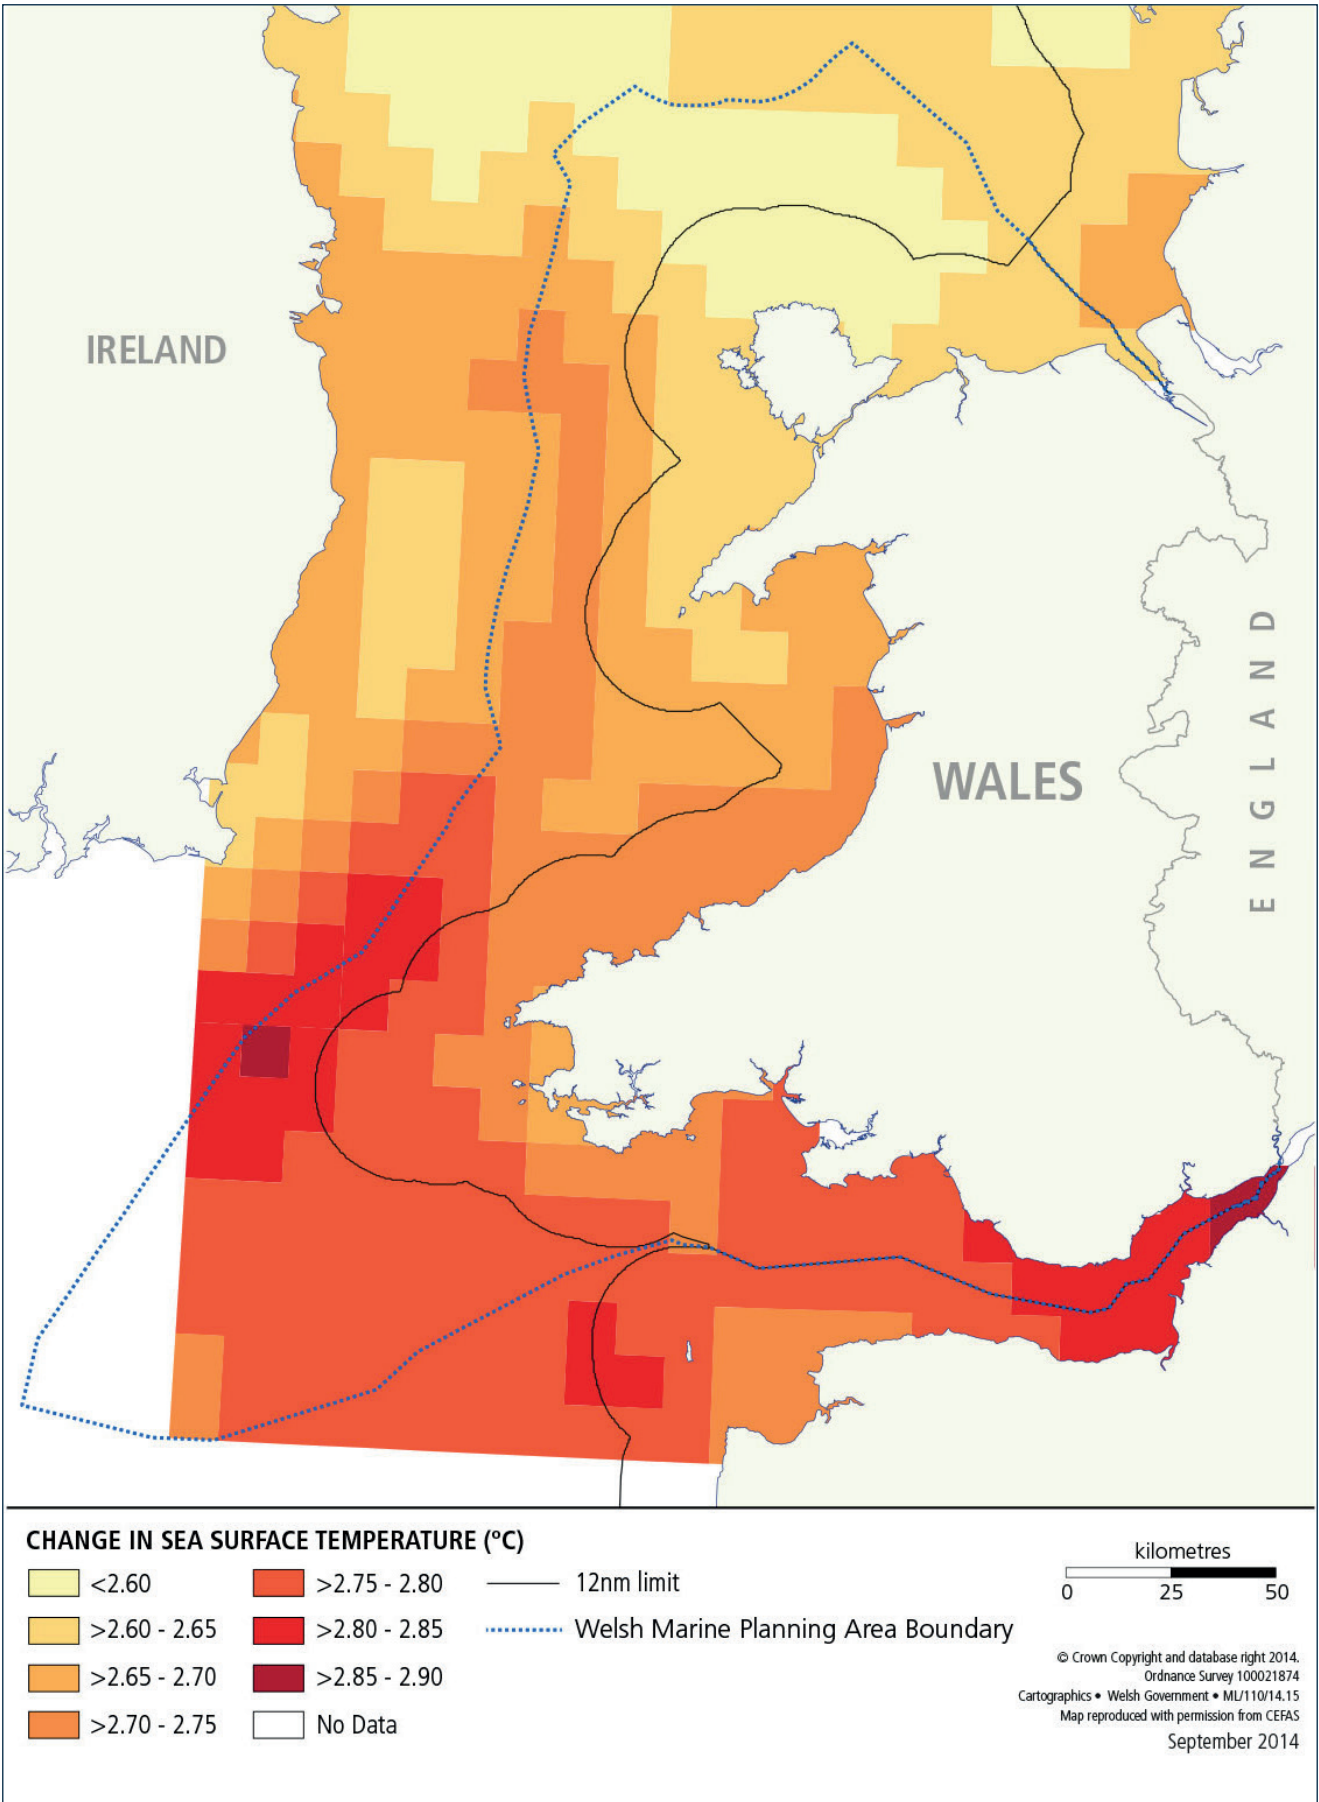 IRELAND
WALES
ENGLAND
CHANGE IN SEA SURFACE TEMPERATURE (ºC)
<2.60
>2.60 - 2.65
>2.65 - 2.70
>2.70 - 2.75
>2.75 - 2.80
>2.80 - 2.85
>2.85 - 2.90
No Data
12nm limit
Welsh Marine Planning Area Boundary
kilometres
0 25 50
© Crown Copyright and database right 2014.
Ordnance Survey 100021874
Cartographics • Welsh Government • ML/110/14.15
Map reproduced with permission from CEFAS
September 2014